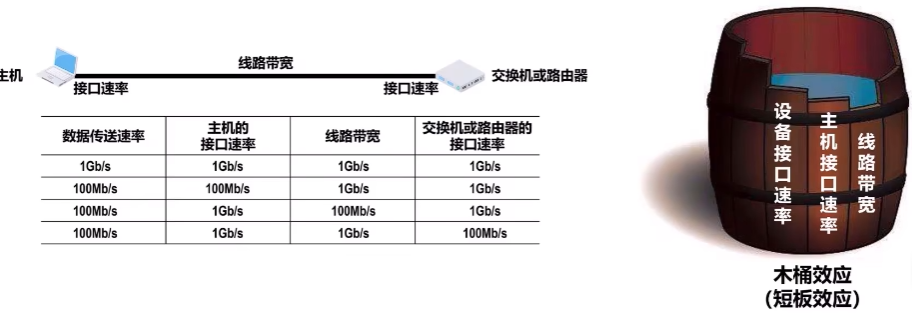 线路带宽
主机
接口速率
接口速率
交换机或路由器
数据传送速率 主机的接口速率 线路带宽 交换机或路由器的接口速率
1Gb/s 1Gb/s 1Gb/s 1Gb/s
100Mb/s 100Mb/s 1Gb/s 1Gb/s
100Mb/s 1Gb/s 100Mb/s 1Gb/s
100Mb/s 1Gb/s 1Gb/s 100Mb/s
设备接口速率
主机接口速率
线路带宽
木桶效应
(短板效应)